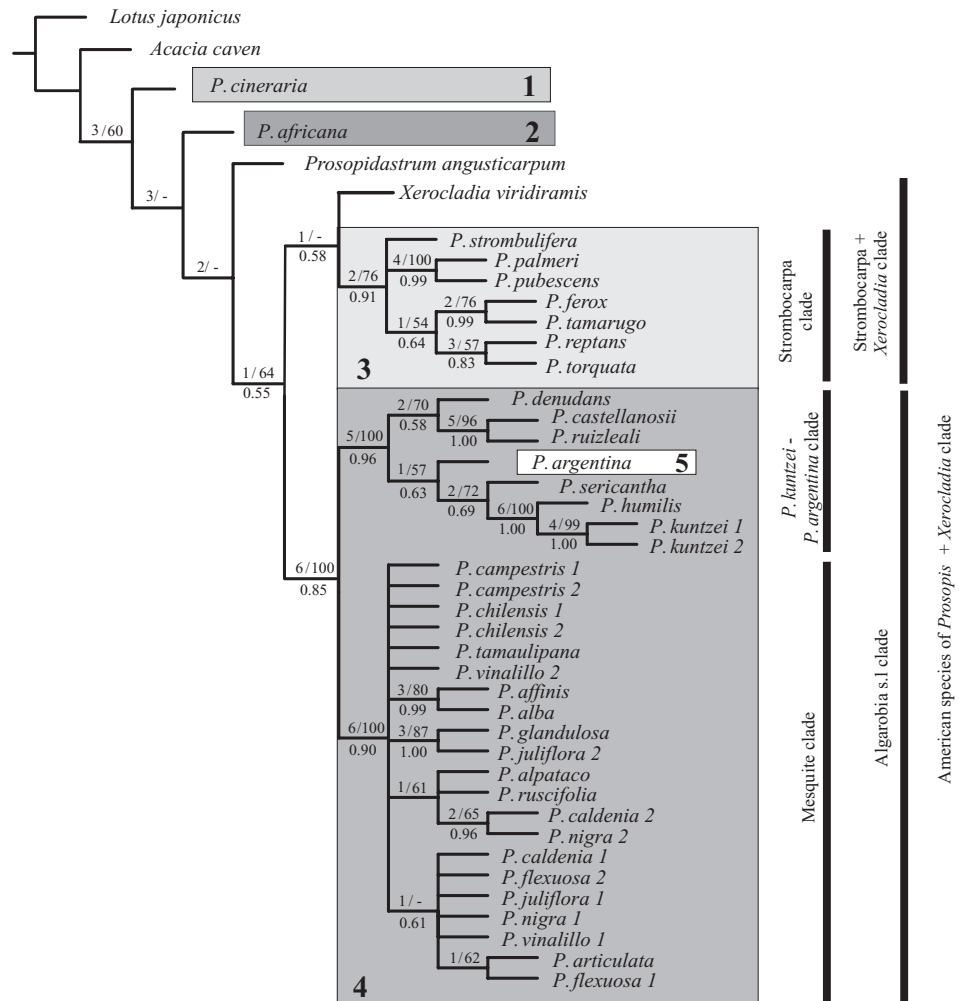 Lotus japonicus
Acacia caven
P. cineraria 1
3/60
P. africana 2
3/ -
Prosopidastrum angusticarpum
2/ -
Xerocladia viridiramis
1/ -
0.58
1/64
0.55
P. strombulifera
2/76
0.91
4/100
0.99
P. palmeri
P. pubescens
1/54
0.64
2/76
0.99
P. ferox
P. tamarugo
3/57
0.83
P. reptans
P. torquata
3
6/100
0.85
5/100
0.96
2/70
0.58
P. denudans
5/96
1.00
P. castellanosii
P. ruizleali
1/57
0.63
P. argentina 5
2/72
0.69
P. sericantha
6/100
1.00
P. humilis
4/99
1.00
P. kuntzei 1
P. kuntzei 2
6/100
0.90
P. campestris 1
P. campestris 2
P. chilensis 1
P. chilensis 2
P. tamaulipana
P. vinalillo 2
3/80
0.99
P. affinis
P. alba
3/87
1.00
P. glandulosa
P. juliflora 2
1/61
P. alpataco
P. ruscifolia
2/65
0.96
P. caldenia 2
P. nigra 2
1/ -
0.61
P. caldenia 1
P. flexuosa 2
P. juliflora 1
P. nigra 1
P. vinalillo 1
1/62
P. articulata
P. flexuosa 1
4
Strombocarpa
clade
P. kuntzei -
P. argentina clade
Mesquite clade
Strombocarpa +
Xerocladia clade
Algarobia s.l clade
American species of Prosopis + Xerocladia clade